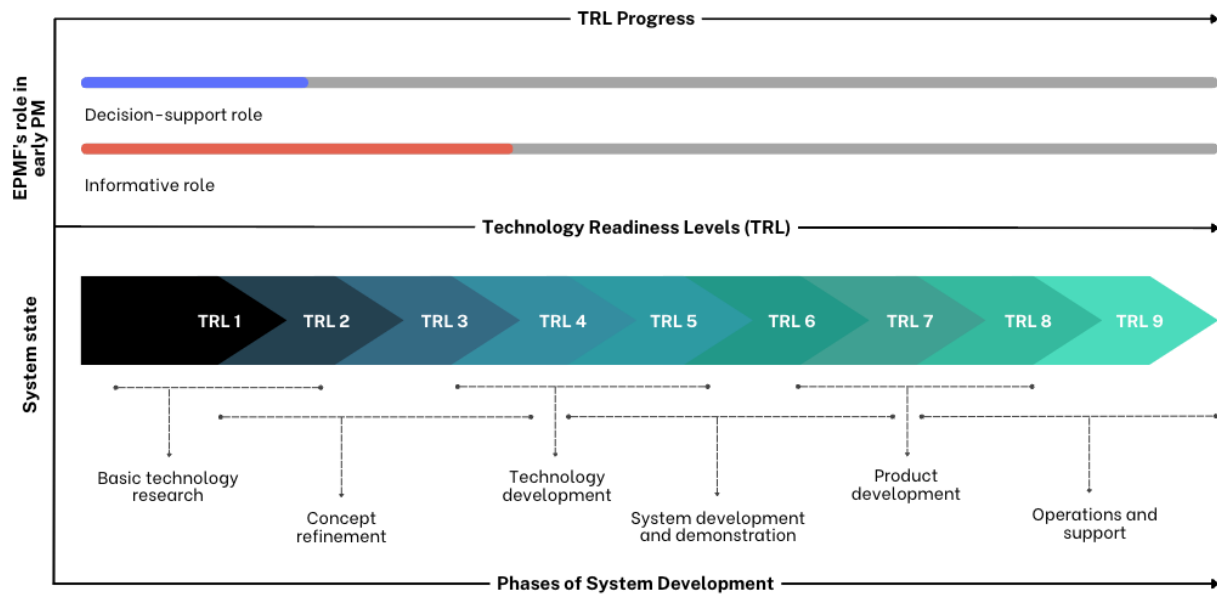 TRL Progress
EPMF's role in
early PM
Decision-support role
Informative role
Technology Readiness Levels (TRL)
System state
TRL 1
TRL 2
TRL 3
TRL 4
TRL 5
TRL 6
TRL 7
TRL 8
TRL 9
Basic technology
research
Concept
refinement
Technology
development
System development
and demonstration
Product
development
Operations and
support
Phases of System Development